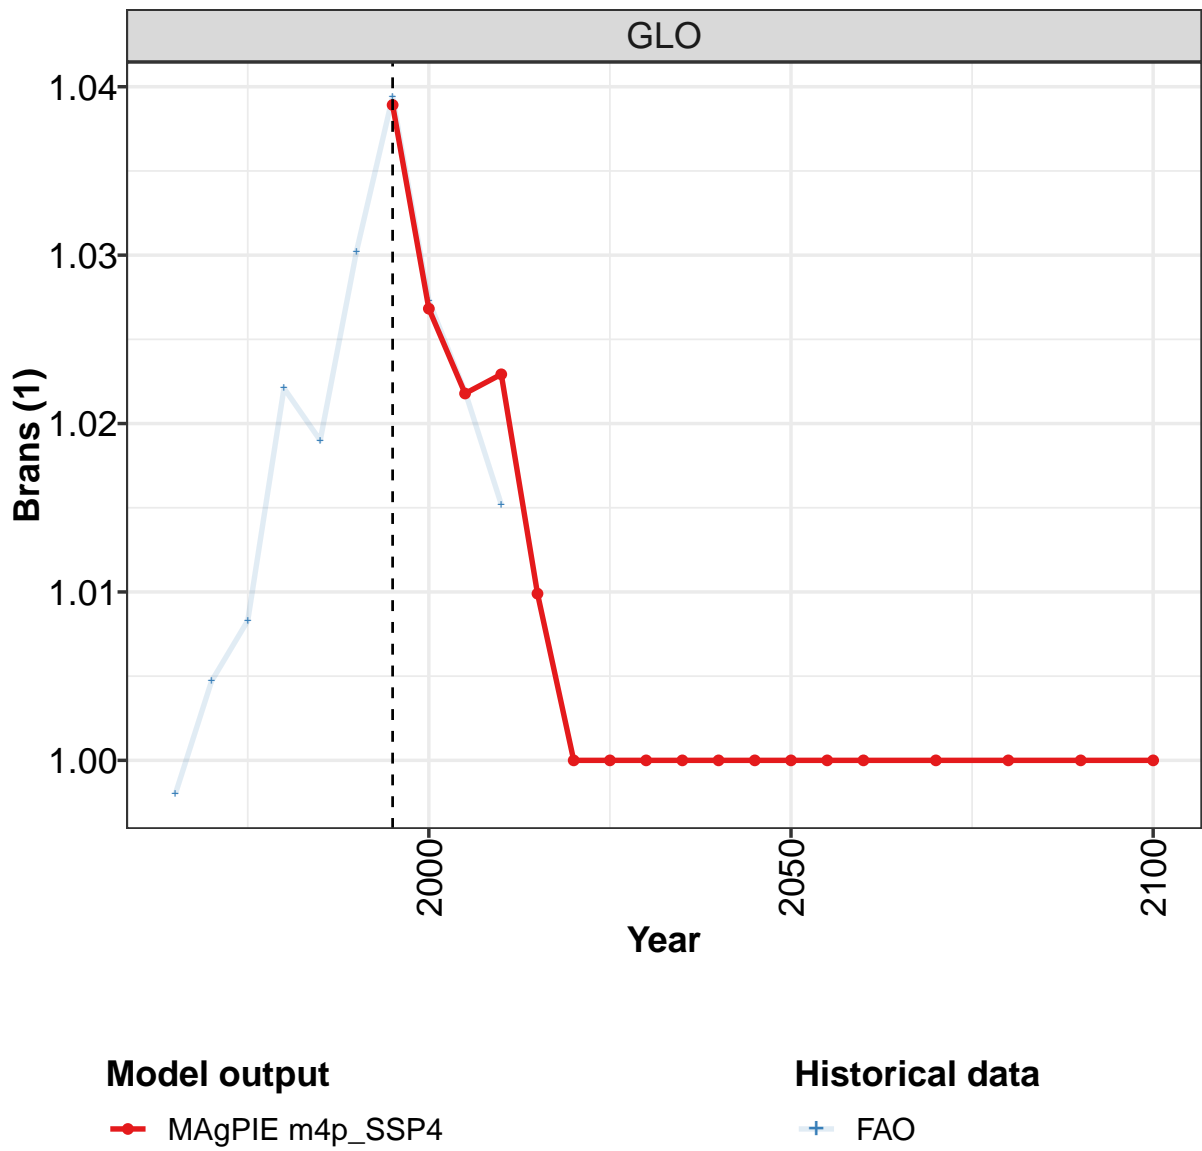 GLO
1.04
1.03
1.02
1.01
1.00
Brans (1)
2000
2050
2100
Year
Model output
Historical data
MAgPIE m4p_SSP4
FAO